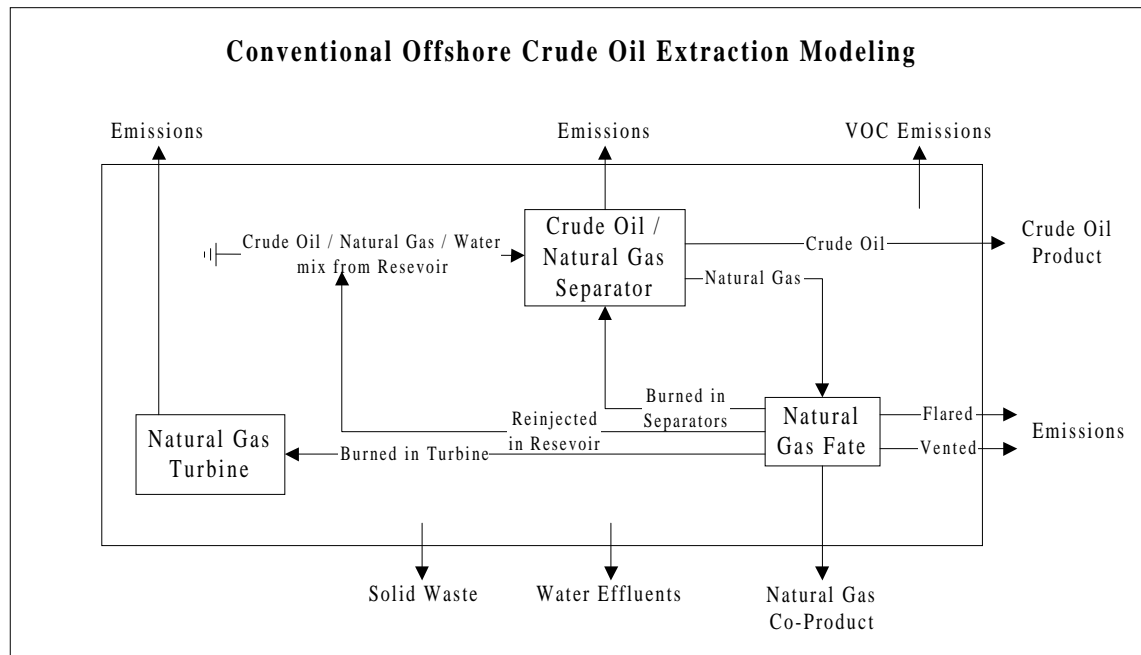 Conventional Offshore Crude Oil Extraction Modeling
Emissions
Emissions
VOC Emissions
Crude Oil / Natural Gas / Water
mix from Resevoir
Crude Oil /
Natural Gas
Separator
Crude Oil
Crude Oil
Product
Natural Gas
Burned in
Separators
Natural
Gas Fate
Flared
Vented
Emissions
Reinjected
in Resevoir
Natural Gas
Turbine
Burned in Turbine
Solid Waste
Water Effluents
Natural Gas
Co-Product